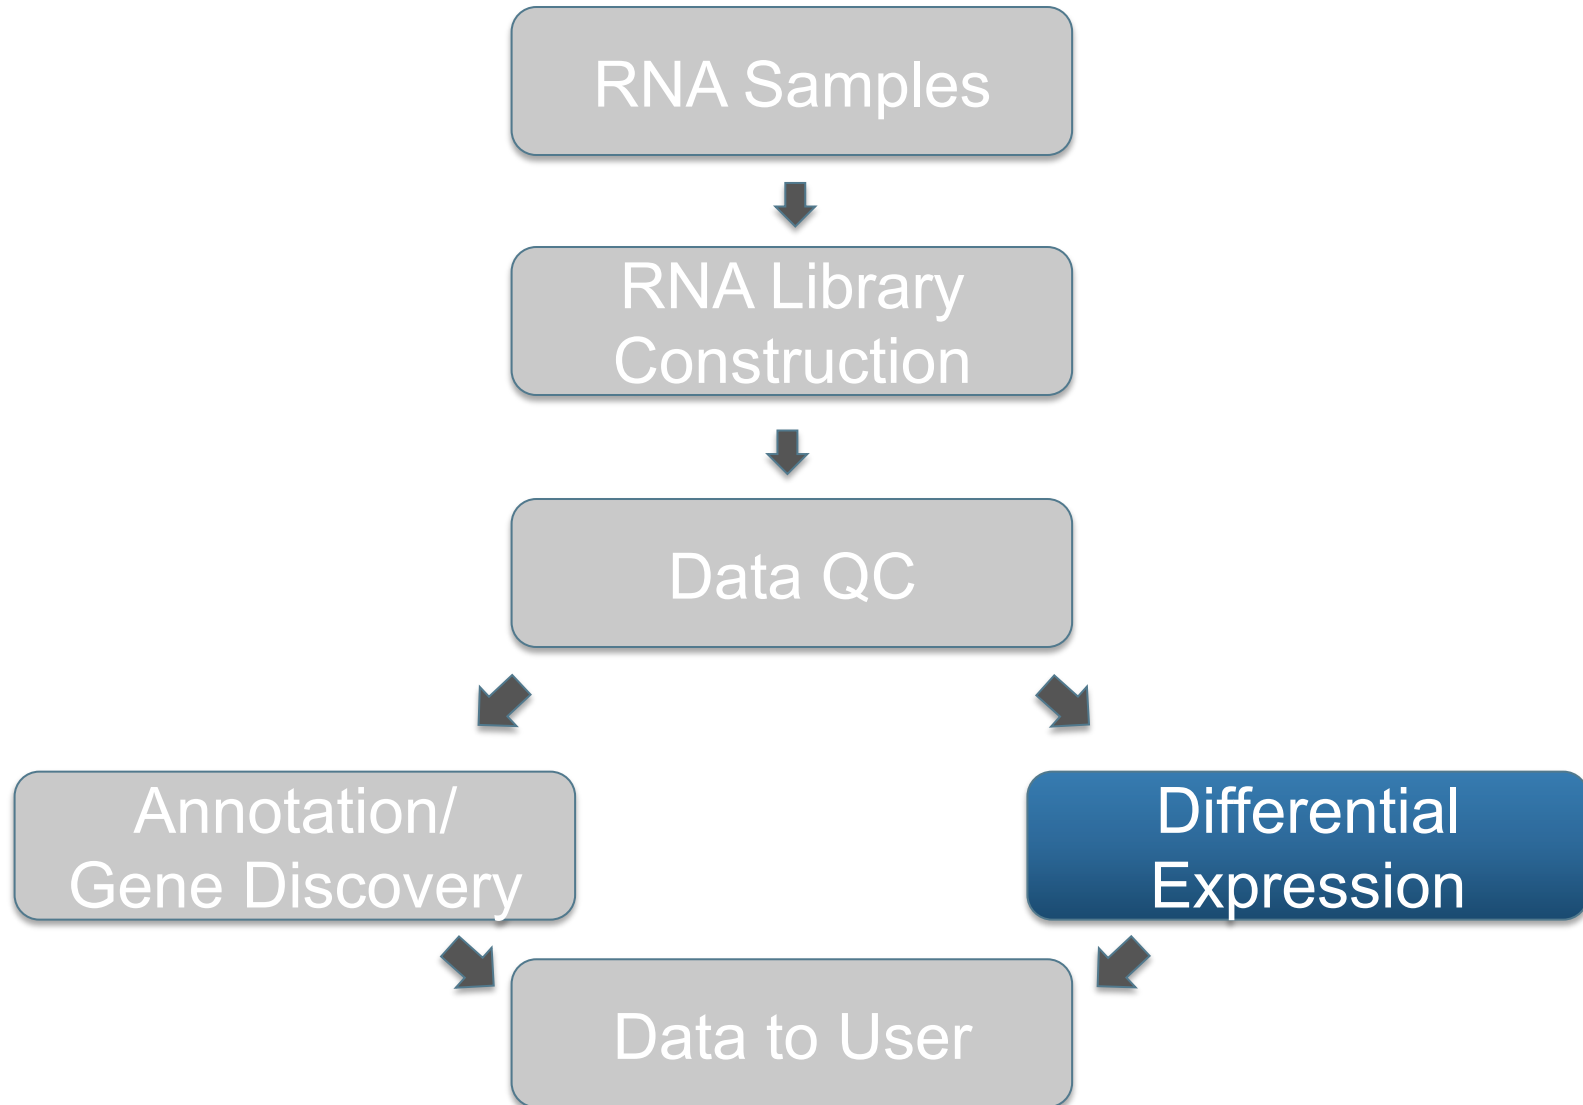 RNA Samples
RNA Library
Construction
Data QC
Annotation/
Gene Discovery
Differential
Expression
Data to User